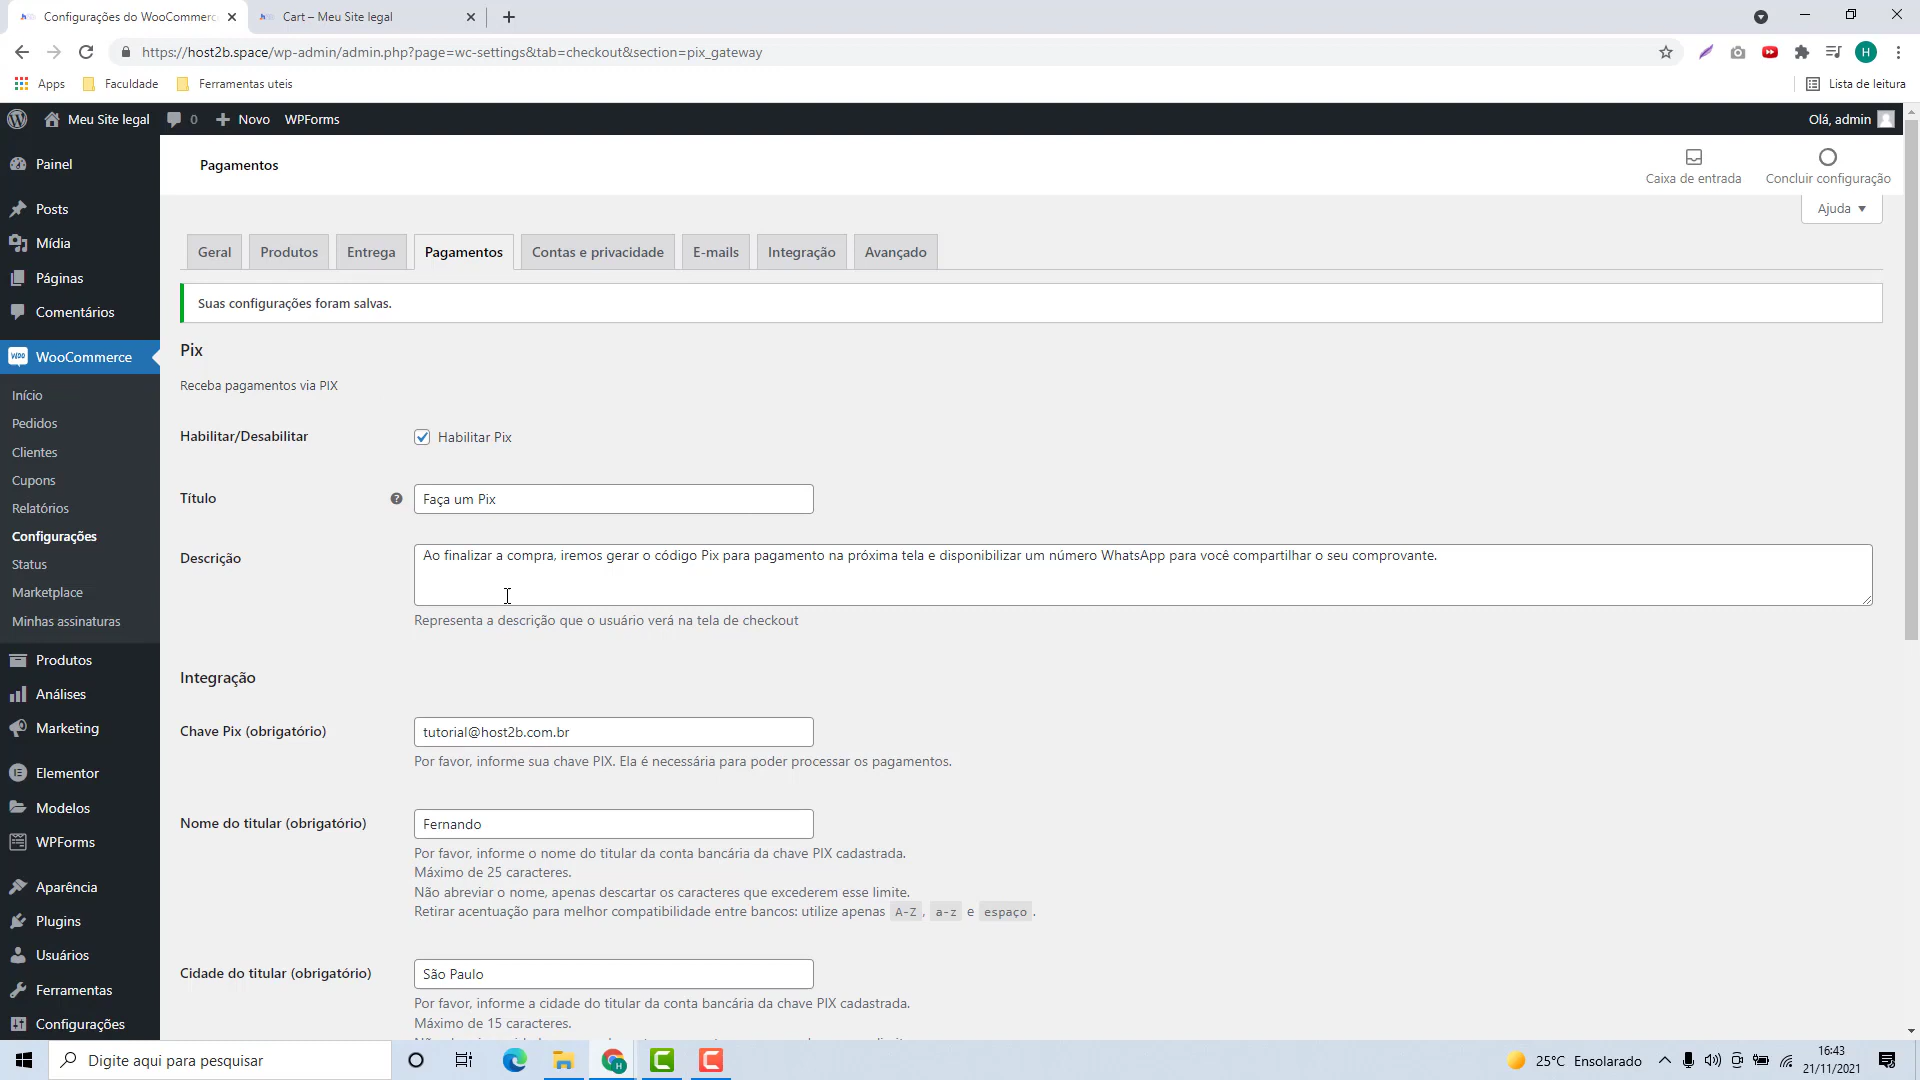 Configurações do WooCommerc
Cart – Meu Site legal
https://host2b.space/wp-admin/admin.php?page=wc-settings&tab=checkout&section=pix_gateway
H
Apps
Faculdade
Ferramentas uteis
Lista de leitura
Meu Site legal
0
Novo
WPForms
Olá, admin
Painel
Posts
Mídia
Páginas
Comentários
WooCommerce
Início
Pedidos
Clientes
Cupons
Relatórios
Configurações
Status
Marketplace
Minhas assinaturas
Produtos
Análises
Marketing
Elementor
Modelos
WPForms
Aparência
Plugins
Usuários
Ferramentas
Configurações
Pagamentos
Caixa de entrada
Concluir configuração
Ajuda
Geral
Produtos
Entrega
Pagamentos
Contas e privacidade
E-mails
Integração
Avançado
Suas configurações foram salvas.
Pix
Receba pagamentos via PIX
Habilitar/Desabilitar
Habilitar Pix
Título
Faça um Pix
Descrição
Ao finalizar a compra, iremos gerar o código Pix para pagamento na próxima tela e disponibilizar um número WhatsApp para você compartilhar o seu comprovante.
Representa a descrição que o usuário verá na tela de checkout
Integração
Chave Pix (obrigatório)
tutorial@host2b.com.br
Por favor, informe sua chave PIX. Ela é necessária para poder processar os pagamentos.
Nome do titular (obrigatório)
Fernando
Por favor, informe o nome do titular da conta bancária da chave PIX cadastrada.
Máximo de 25 caracteres.
Não abreviar o nome, apenas descartar os caracteres que excederem esse limite.
Retirar acentuação para melhor compatibilidade entre bancos: utilize apenas A-Z, a-z e espaço.
Cidade do titular (obrigatório)
São Paulo
Por favor, informe a cidade do titular da conta bancária da chave PIX cadastrada.
Máximo de 15 caracteres.
Digite aqui para pesquisar
25°C Ensolarado
16:43
21/11/2021